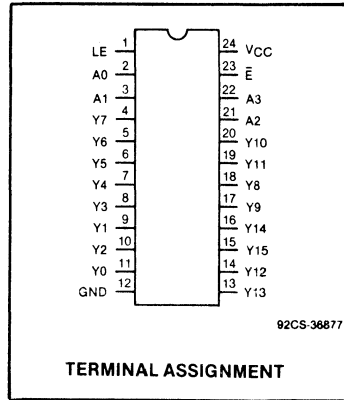 LE 1 24 VCC
A0 2 23 E̅
A1 3 22 A3
Y7 4 21 A2
Y6 5 20 Y10
Y5 6 19 Y11
Y4 7 18 Y8
Y3 8 17 Y9
Y1 9 16 Y14
Y2 10 15 Y15
Y0 11 14 Y12
GND 12 13 Y13
92CS-36877
TERMINAL ASSIGNMENT